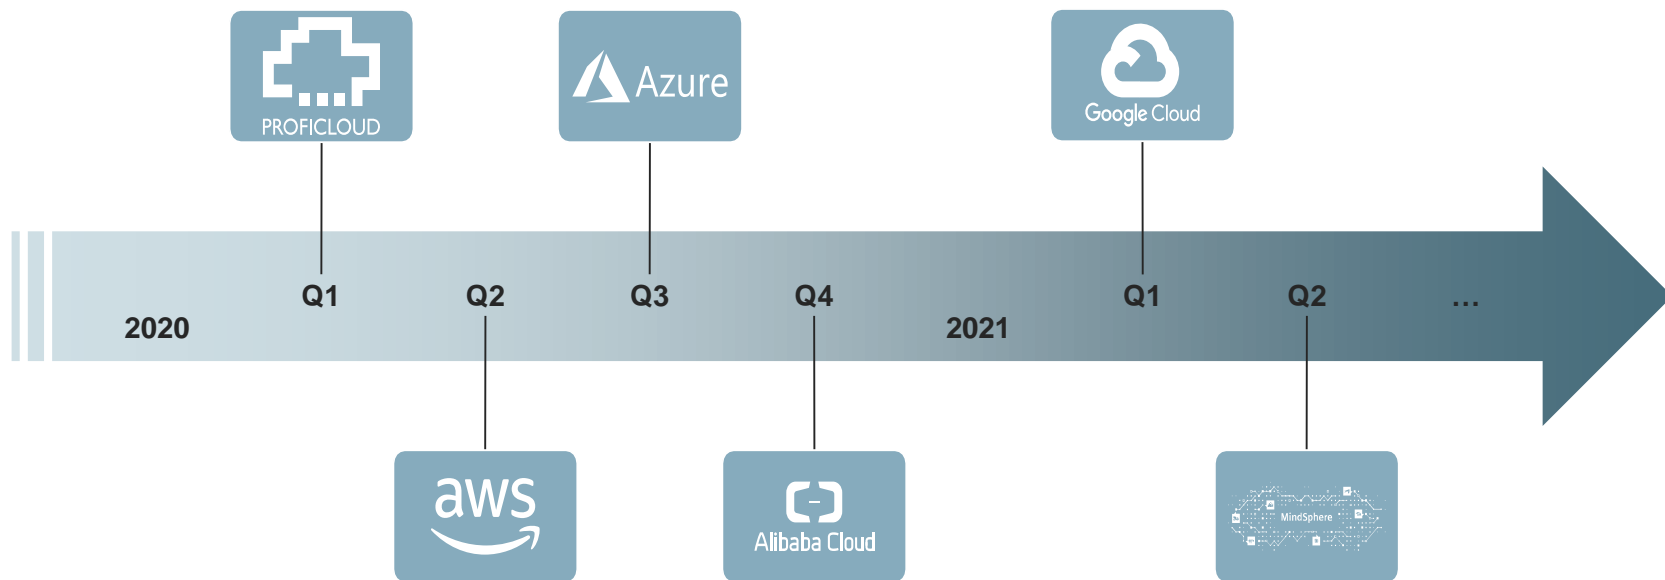 PROFICLOUD
Azure
Google Cloud
Q1
Q2
Q3
Q4
Q1
Q2
...
2020
2021
aws
Alibaba Cloud
MindSphere